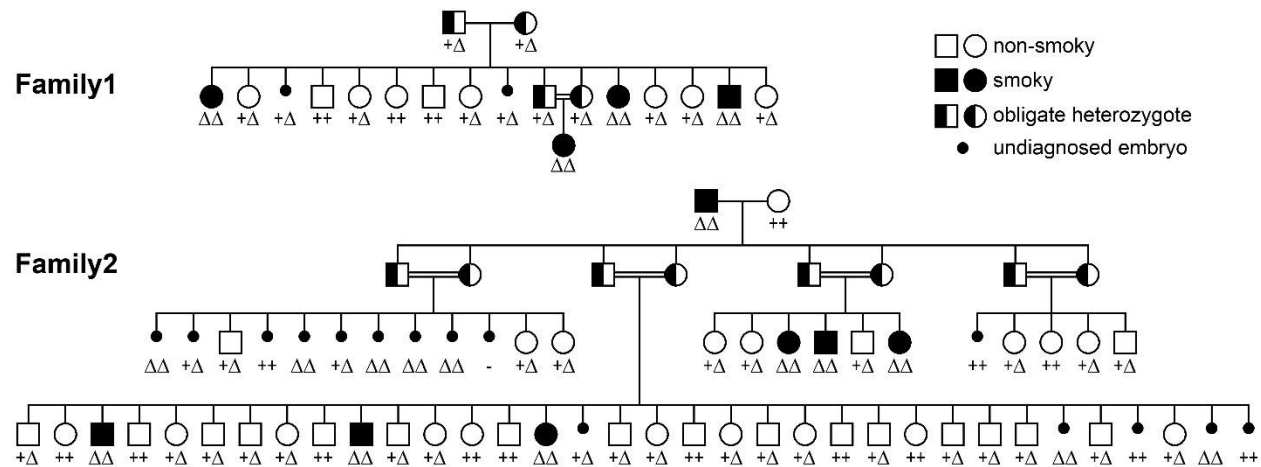 +Δ +Δ
non-smoky
smoky
obligate heterozygote
undiagnosed embryo
Family1
ΔΔ +Δ +Δ ++ +Δ ++ ++ +Δ +Δ +Δ +Δ ΔΔ +Δ +Δ ΔΔ +Δ
ΔΔ
ΔΔ ++
Family2
ΔΔ +Δ +Δ ++ ΔΔ +Δ ΔΔ ΔΔ ΔΔ - +Δ +Δ
+Δ +Δ ΔΔ ΔΔ +Δ ΔΔ
++ +Δ ++ +Δ +Δ
+Δ ++ ΔΔ ++ +Δ +Δ +Δ +Δ ++ ΔΔ +Δ +Δ ++ ++ ΔΔ +Δ +Δ +Δ ++ +Δ +Δ +Δ ++ +Δ ++ +Δ +Δ +Δ ΔΔ +Δ ++ +Δ ΔΔ ++